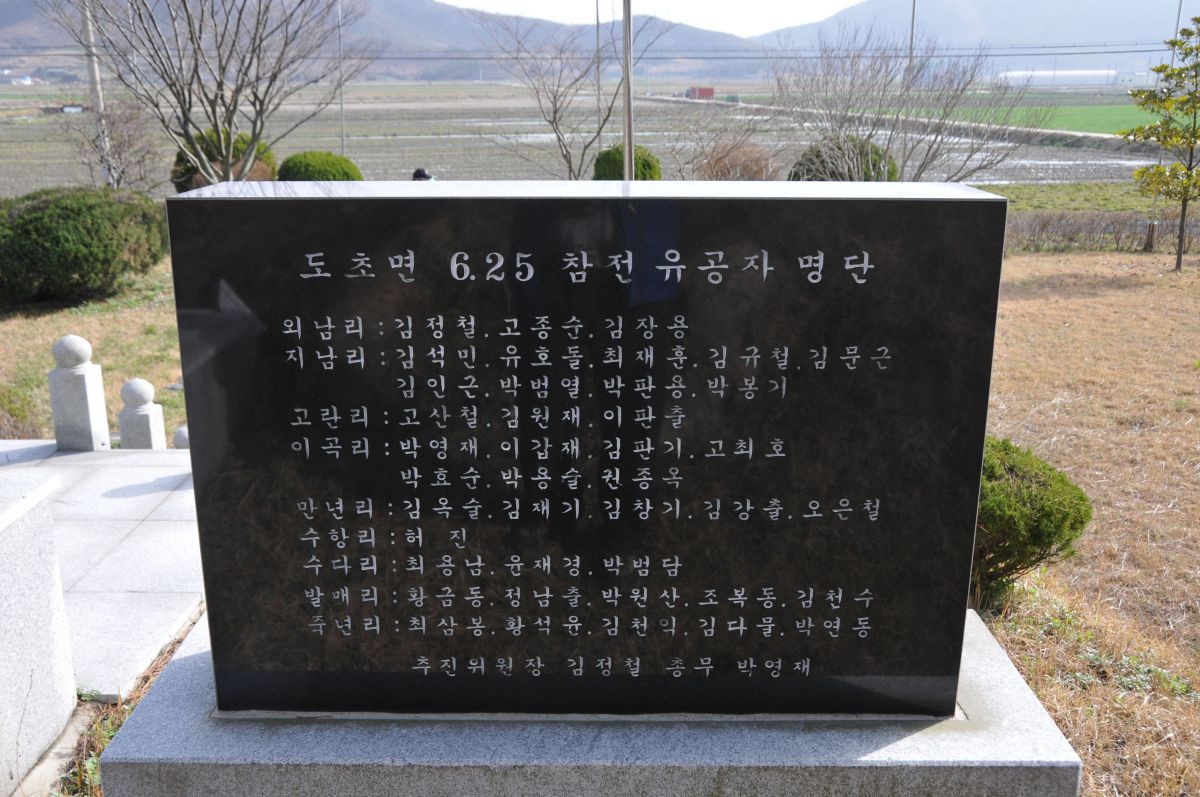 도초면 6.25 참전 유공자 명단
외남리:김정철.고종순.김장용
지남리:김석민.유호돌.최재훈.김규철.김문근
김인근.박범열.박판용.박봉기
고란리:고산철.김원재.이판출
이곡리:박영재.이갑재.김판기.고최호
박효순.박용술.권종옥
만년리:김옥술.김재기.김창기.김강출.오은철
수항리:허 진
수다리:최용남.윤재경.박범담
발매리:황금동.정남출.박원산.조복동.김천수
죽년리:최삼봉.황석윤.김천익.김다물.박연동
추진위원장 김정철 총무 박영재